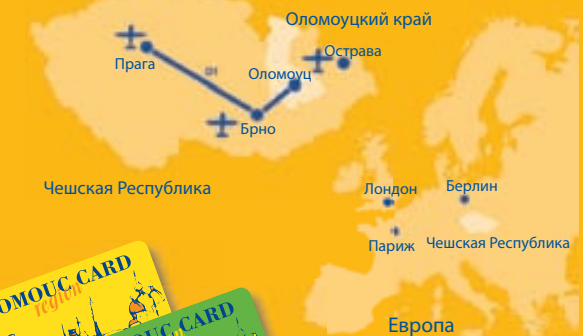 Оломоуцкий край
Острава
Прага
Оломоуц
D1
Брно
Чешская Республика
Лондон
Берлин
Париж
Чешская Республика
Европа
OMOUC CARD
region
OUC CARD